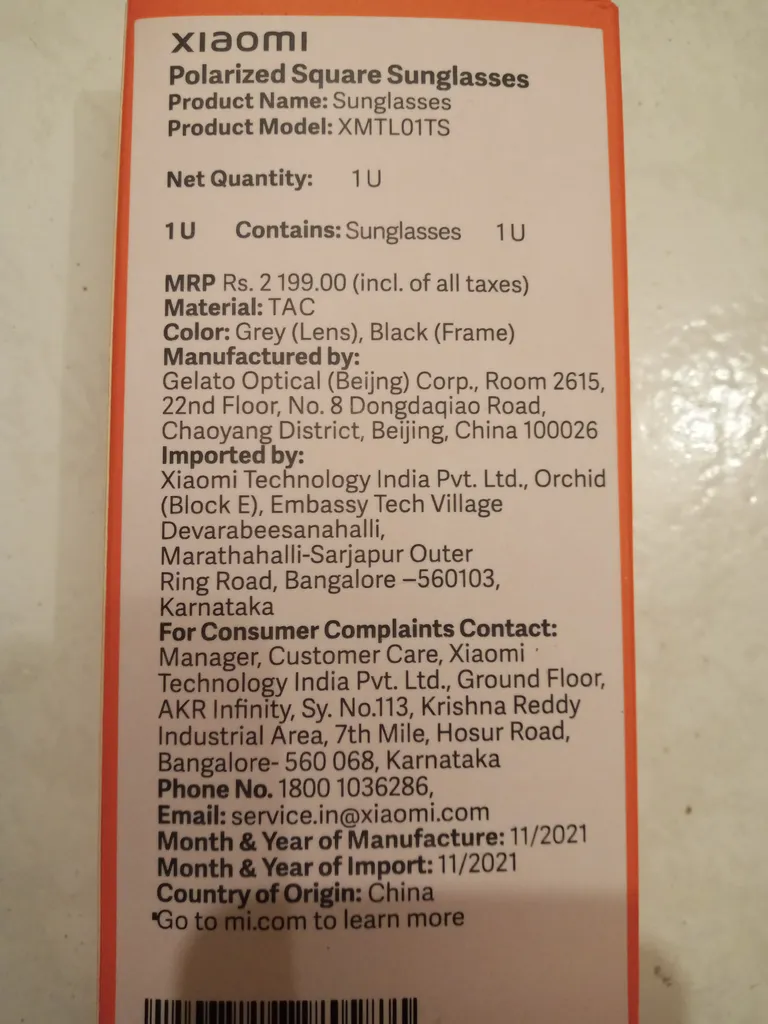 xiaomi
Polarized Square Sunglasses
Product Name: Sunglasses
Product Model: XMTL01TS
Net Quantity: 1 U
1 U Contains: Sunglasses 1 U
MRP Rs. 2 199.00 (incl. of all taxes)
Material: TAC
Color: Grey (Lens), Black (Frame)
Manufactured by:
Gelato Optical (Beijng) Corp., Room 2615,
22nd Floor, No. 8 Dongdaqiao Road,
Chaoyang District, Beijing, China 100026
Imported by:
Xiaomi Technology India Pvt. Ltd., Orchid
(Block E), Embassy Tech Village
Devarabeesanahalli,
Marathahalli-Sarjapur Outer
Ring Road, Bangalore –560103,
Karnataka
For Consumer Complaints Contact:
Manager, Customer Care, Xiaomi
Technology India Pvt. Ltd., Ground Floor,
AKR Infinity, Sy. No.113, Krishna Reddy
Industrial Area, 7th Mile, Hosur Road,
Bangalore- 560 068, Karnataka
Phone No. 1800 1036286,
Email: service.in@xiaomi.com
Month & Year of Manufacture: 11/2021
Month & Year of Import: 11/2021
Country of Origin: China
*Go to mi.com to learn more